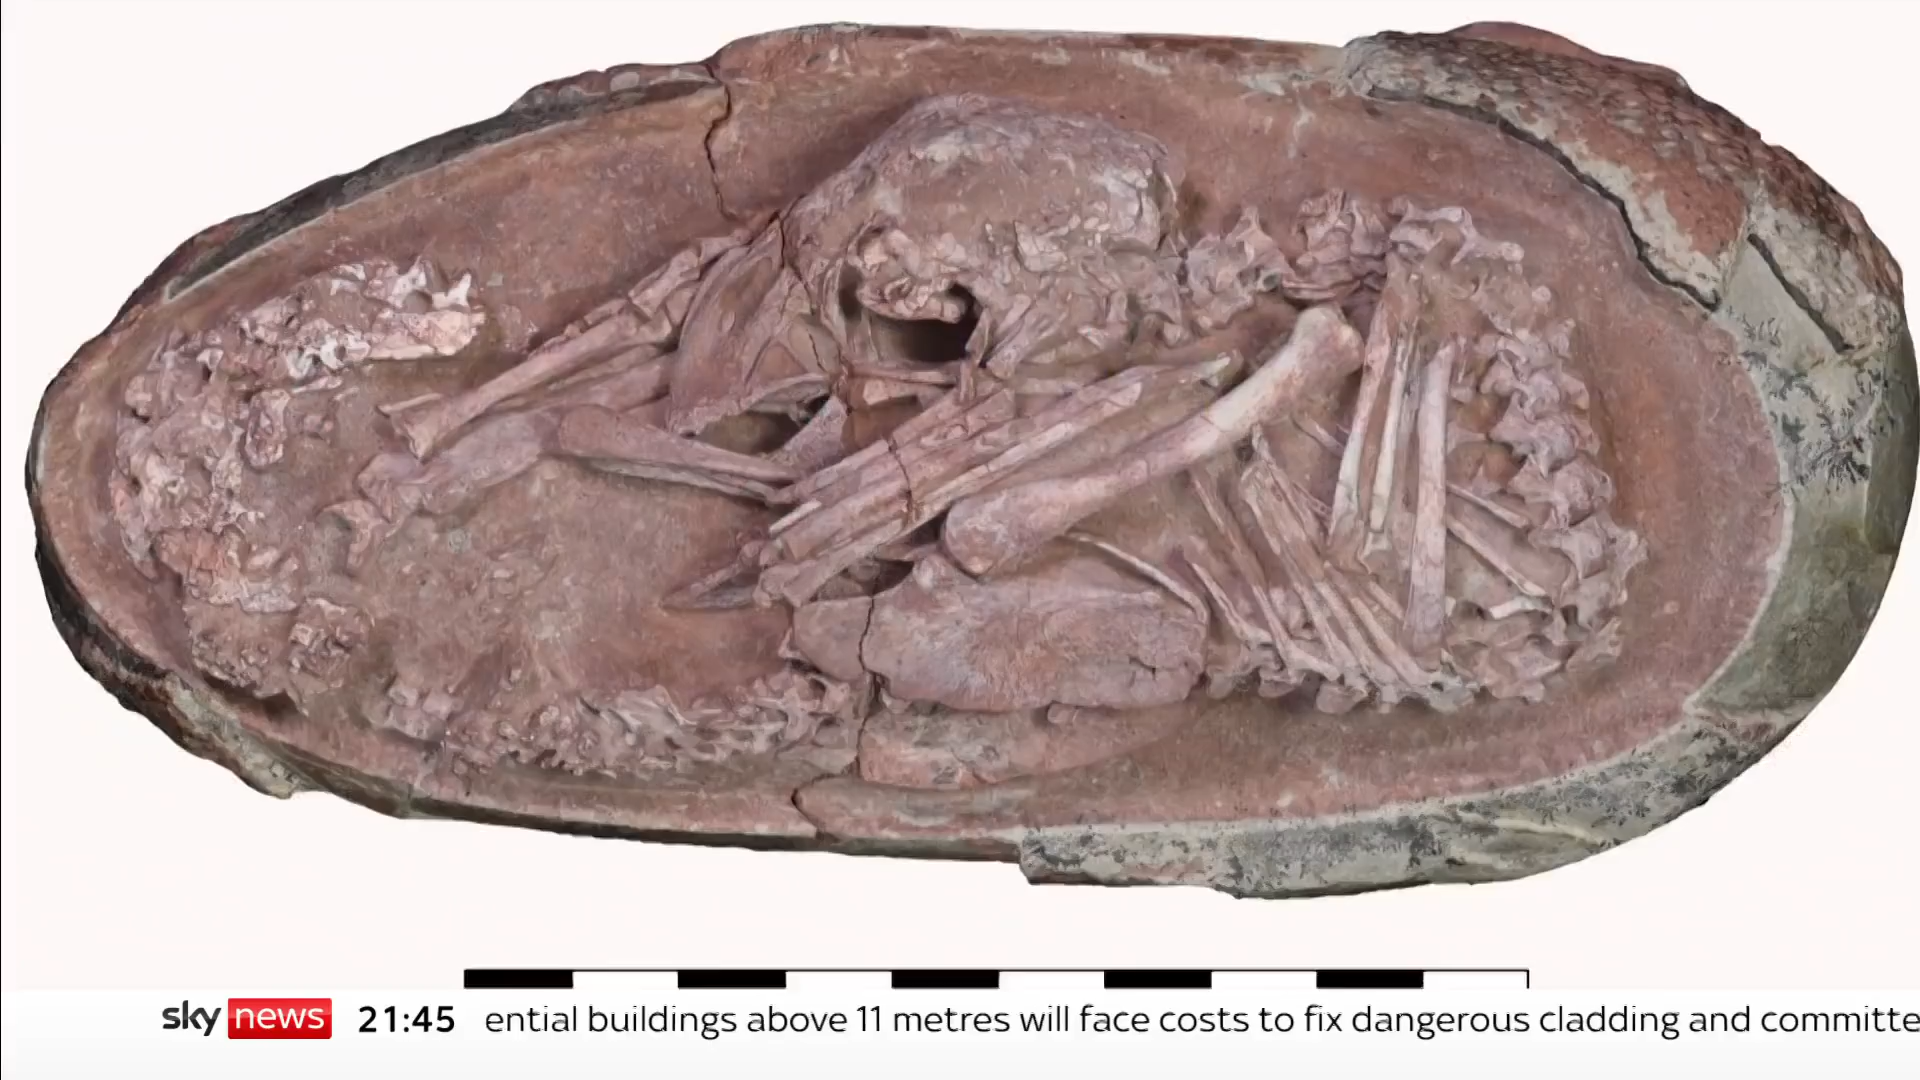 sky news 21:45 ential buildings above 11 metres will face costs to fix dangerous cladding and committe